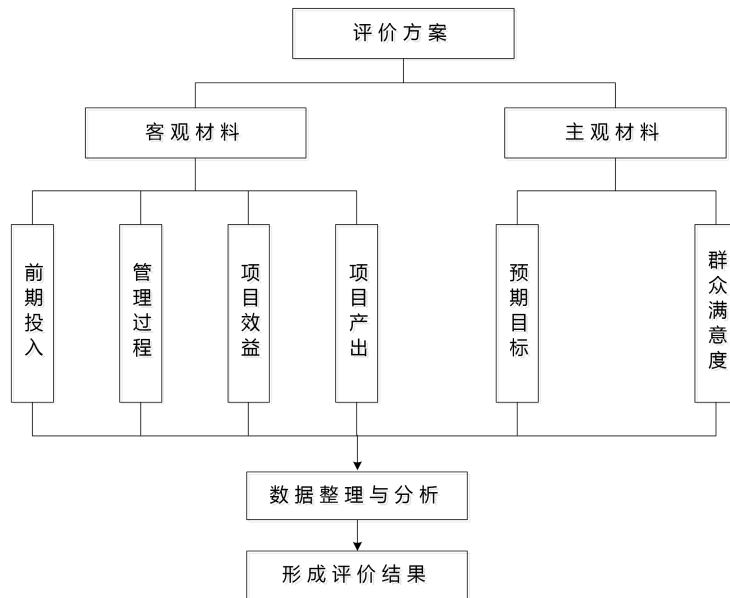 评价方案
客观材料
主观材料
前期投入
管理过程
项目效益
项目产出
预期目标
群众满意度
数据整理与分析
形成评价结果